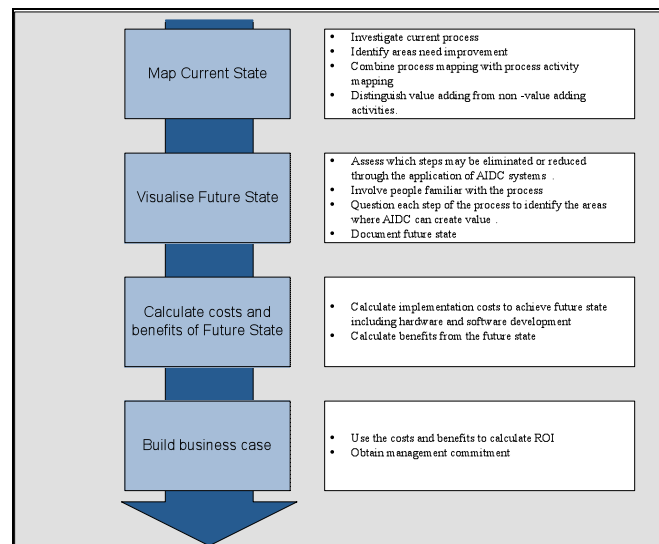 Map Current State
• Investigate current process
• Identify areas need improvement
• Combine process mapping with process activity
mapping
• Distinguish value adding from non -value adding
activities.
Visualise Future State
• Assess which steps may be eliminated or reduced
through the application of AIDC systems .
• Involve people familiar with the process
• Question each step of the process to identify the areas
where AIDC can create value .
• Document future state
Calculate costs and
benefits of Future State
• Calculate implementation costs to achieve future state
including hardware and software development
• Calculate benefits from the future state
Build business case
• Use the costs and benefits to calculate ROI
• Obtain management commitment